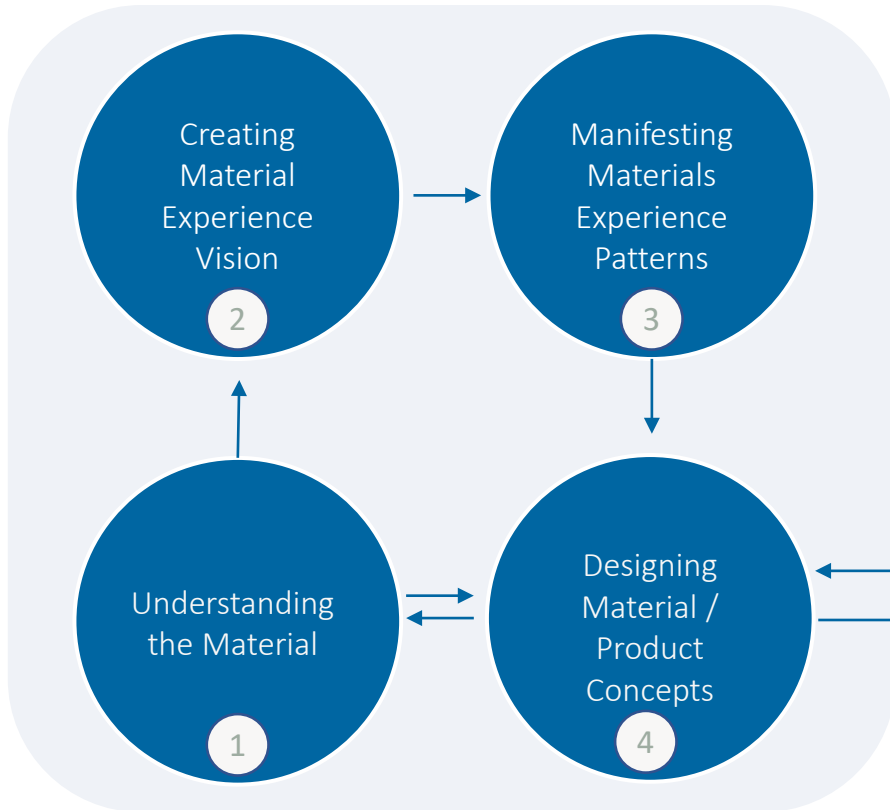 Creating
Material
Experience
Vision
2
Manifesting
Materials
Experience
Patterns
3
Understanding
the Material
1
Designing
Material /
Product
Concepts
4